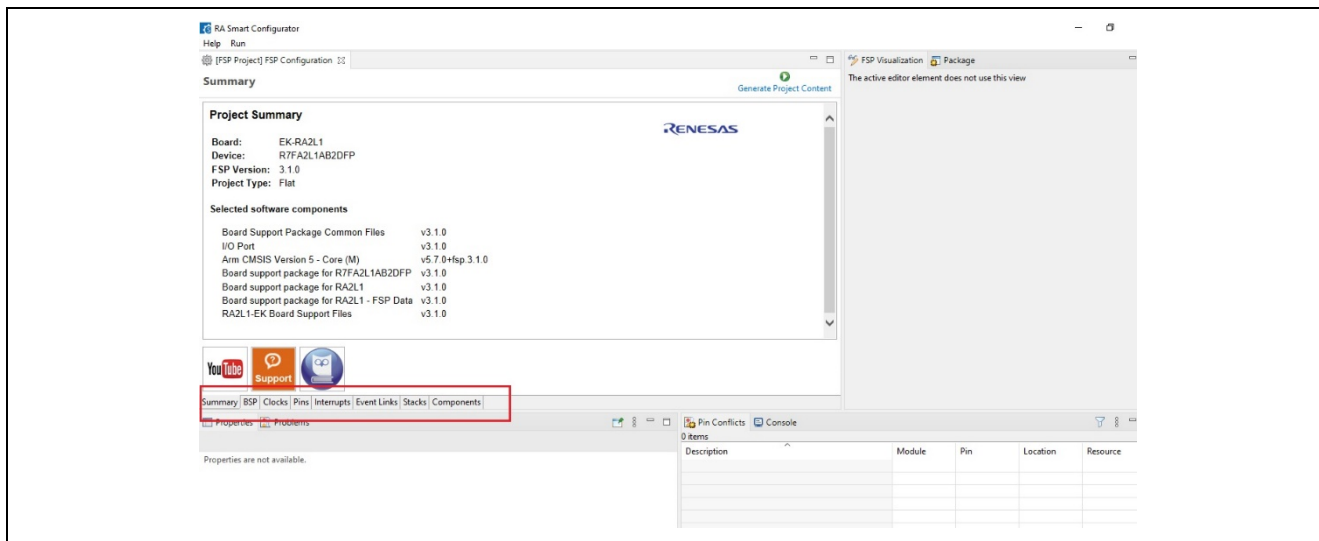 RA Smart Configurator
Help Run
[FSP Project] FSP Configuration
Summary
Generate Project Content
Project Summary
RENESAS
Board: EK-RA2L1
Device: R7FA2L1AB2DFP
FSP Version: 3.1.0
Project Type: Flat
Selected software components
Board Support Package Common Files v3.1.0
I/O Port v3.1.0
Arm CMSIS Version 5 - Core (M) v5.7.0+fsp.3.1.0
Board support package for R7FA2L1AB2DFP v3.1.0
Board support package for RA2L1 v3.1.0
Board support package for RA2L1 - FSP Data v3.1.0
RA2L1-EK Board Support Files v3.1.0
YouTube
Support
Summary BSP Clocks Pins Interrupts Event Links Stacks Components
Properties Problems
Properties are not available.
FSP Visualization Package
The active editor element does not use this view
Pin Conflicts Console
0 items
Description Module Pin Location Resource